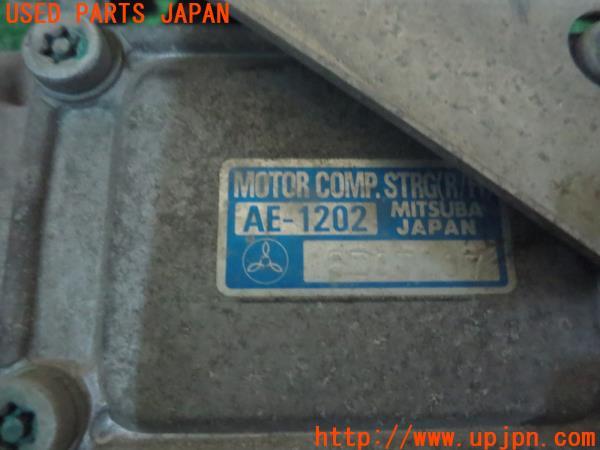 USED PARTS JAPAN
MOTOR COMP. STRG(R/
AE-1202
MITSUBA
JAPAN
http://www.upjpn.com/